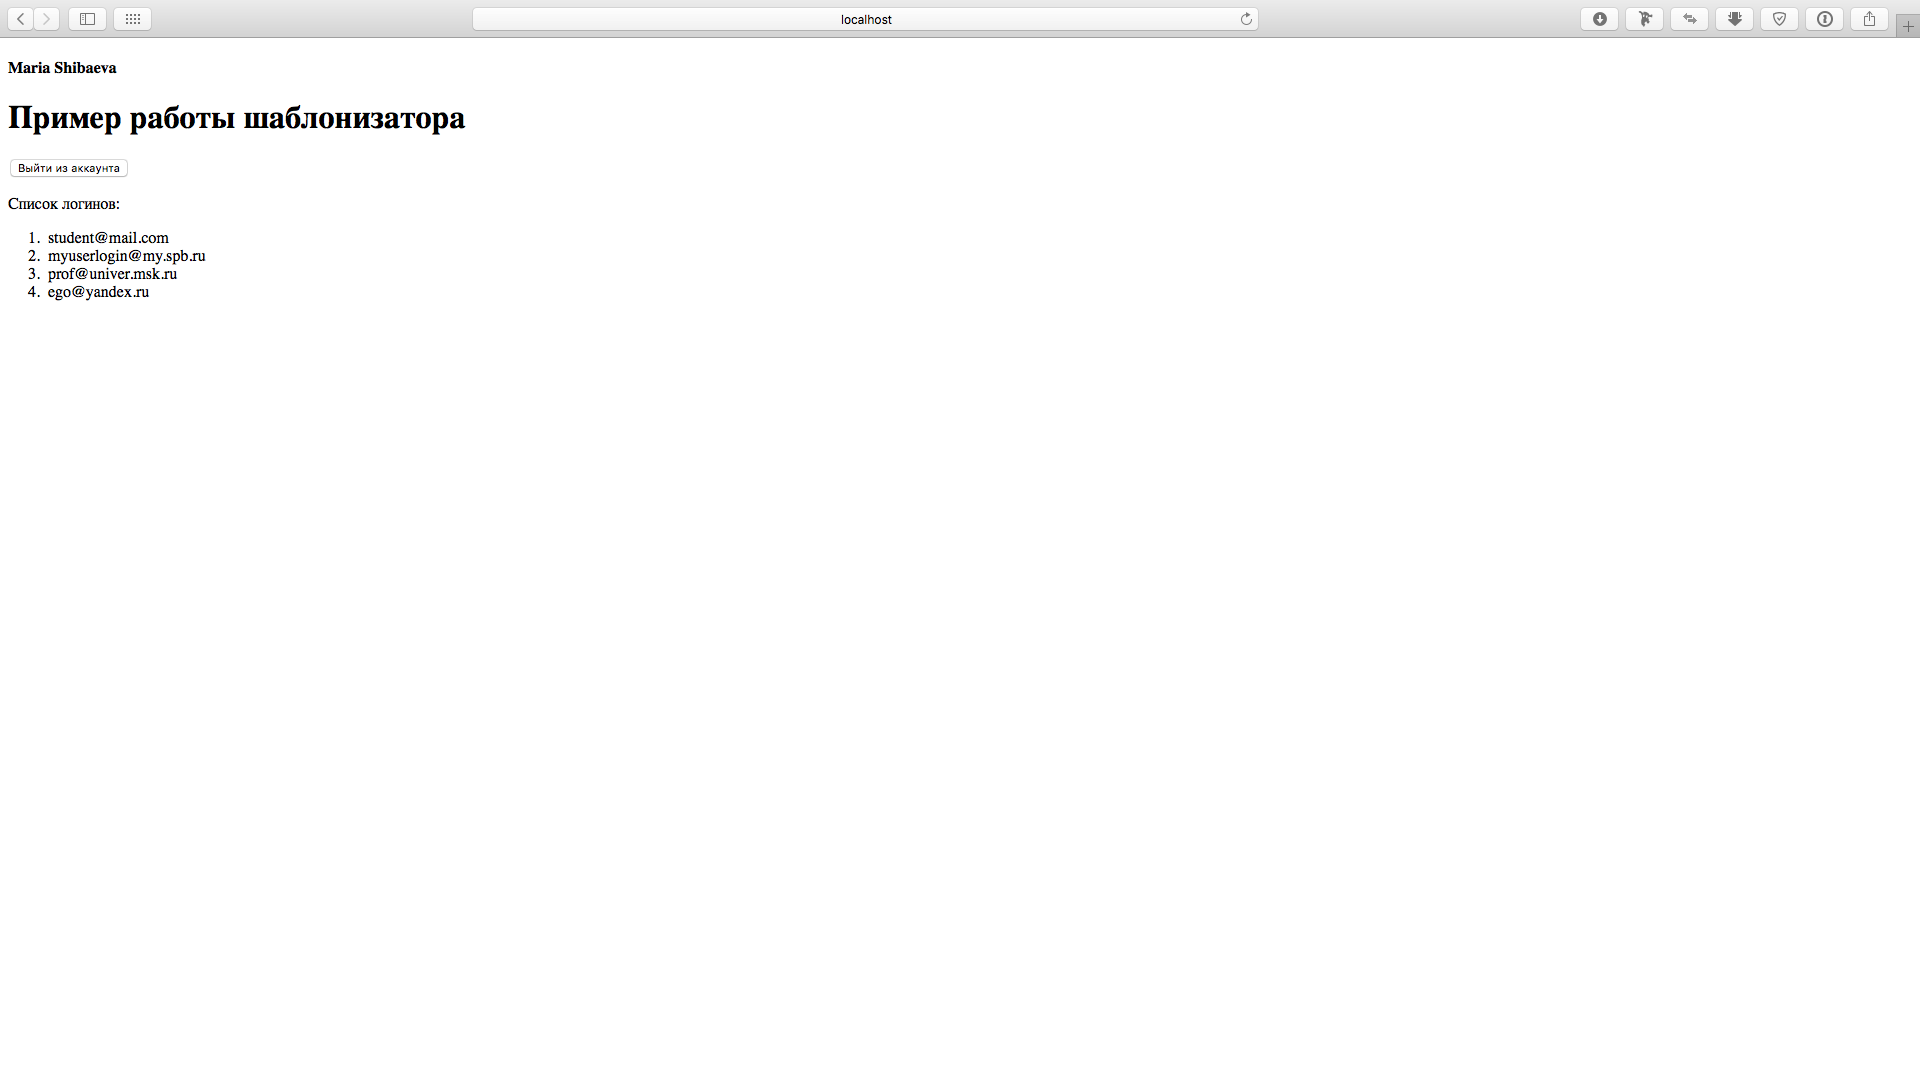 localhost
Maria Shibaeva
Пример работы шаблонизатора
Выйти из аккаунта
Список логинов:
1. student@mail.com
2. myuserlogin@my.spb.ru
3. prof@univer.msk.ru
4. ego@yandex.ru